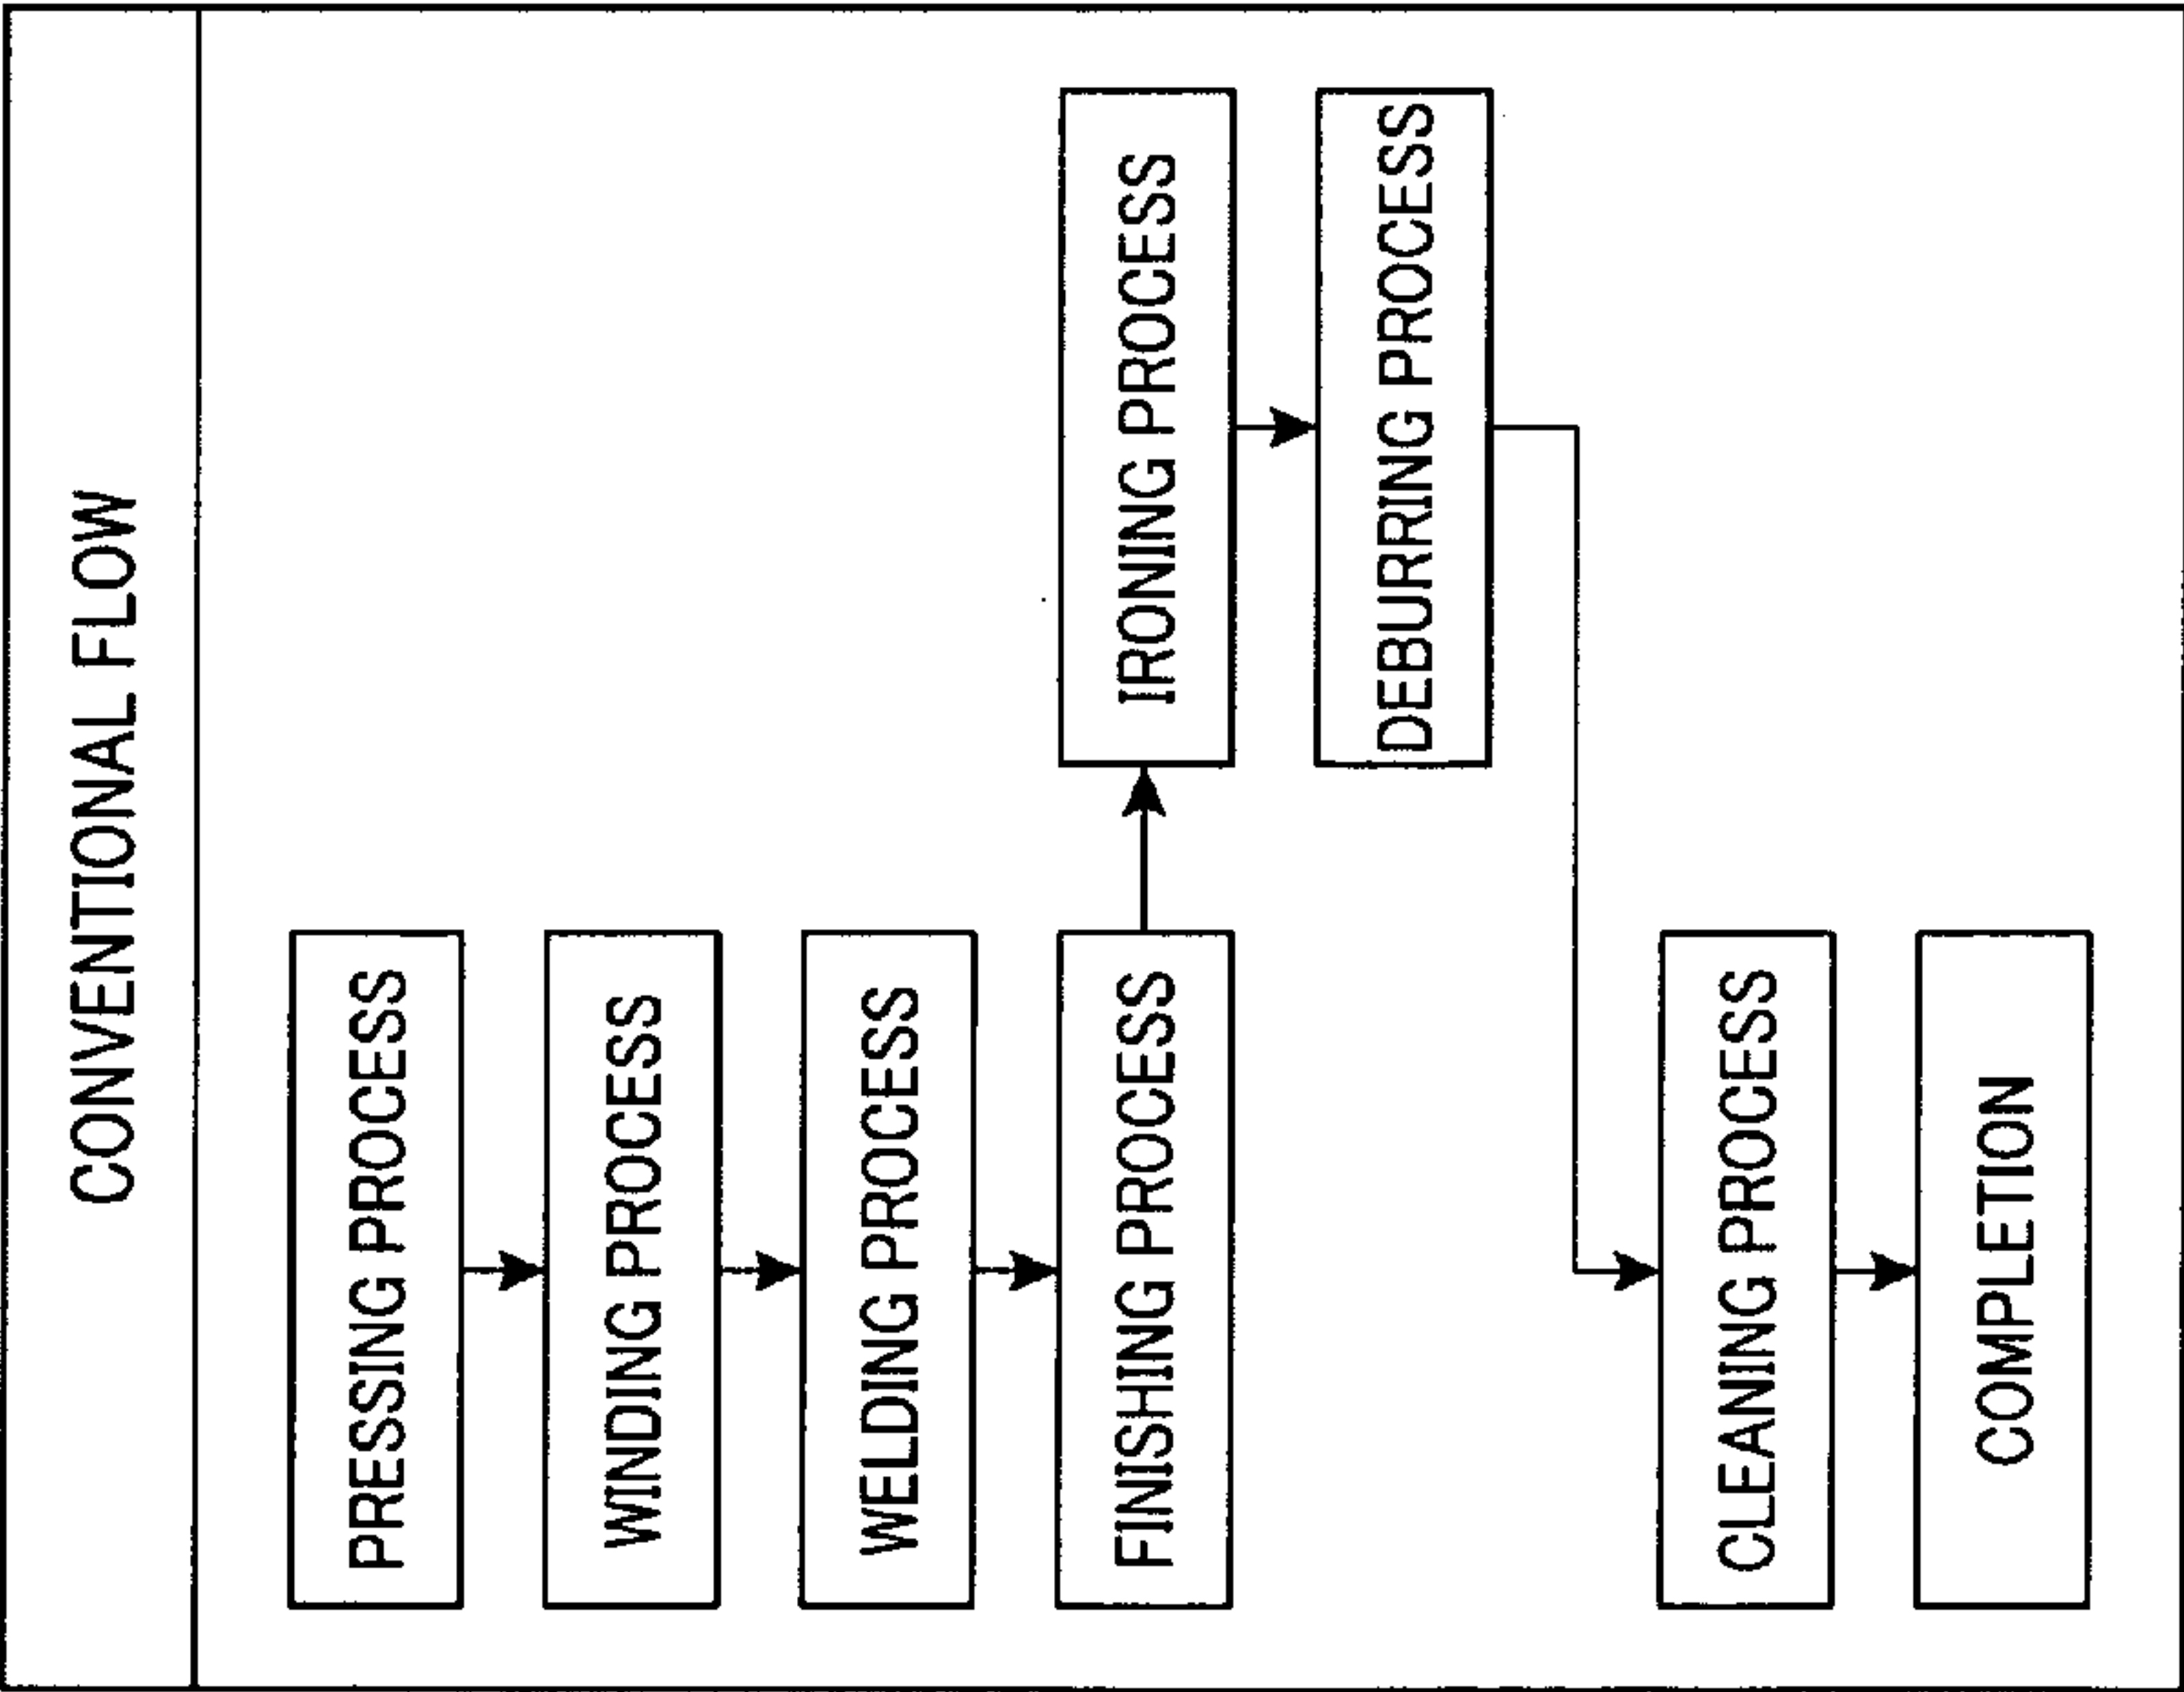 CONVENTIONAL FLOW
PRESSING PROCESS
WINDING PROCESS
WELDING PROCESS
FINISHING PROCESS
IRONING PROCESS
DEBURRING PROCESS
CLEANING PROCESS
COMPLETION